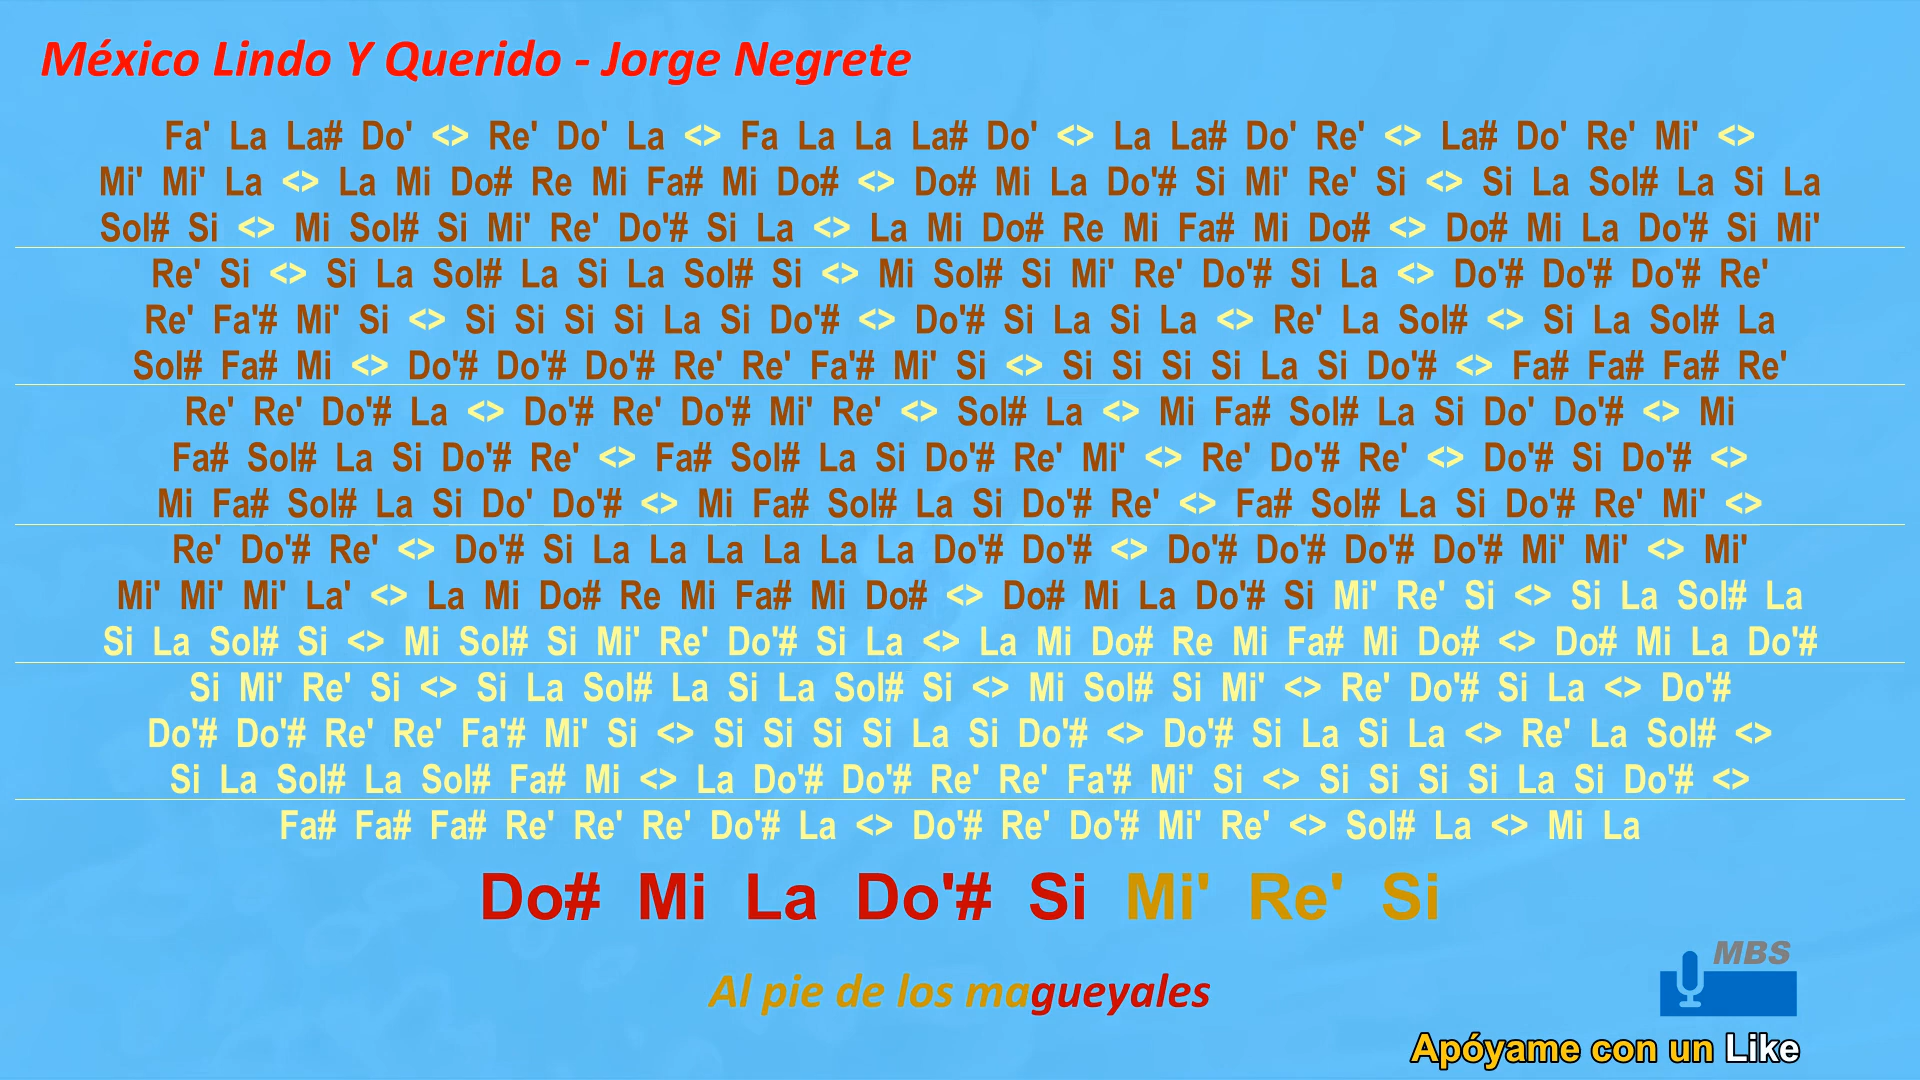 México Lindo Y Querido - Jorge Negrete
Fa' La La# Do' <> Re' Do' La <> Fa La La La# Do' <> La La# Do' Re' <> La# Do' Re' Mi' <>
Mi' Mi' La <> La Mi Do# Re Mi Fa# Mi Do# <> Do# Mi La Do'# Si Mi' Re' Si <> Si La Sol# La Si La
Sol# Si <> Mi Sol# Si Mi' Re' Do'# Si La <> La Mi Do# Re Mi Fa# Mi Do# <> Do# Mi La Do'# Si Mi'
Re' Si <> Si La Sol# La Si La Sol# Si <> Mi Sol# Si Mi' Re' Do'# Si La <> Do'# Do'# Do'# Re'
Re' Fa'# Mi' Si <> Si Si Si Si La Si Do'# <> Do'# Si La Si La <> Re' La Sol# <> Si La Sol# La
Sol# Fa# Mi <> Do'# Do'# Do'# Re' Re' Fa'# Mi' Si <> Si Si Si Si La Si Do'# <> Fa# Fa# Fa# Re'
Re' Re' Do'# La <> Do'# Re' Do'# Mi' Re' <> Sol# La <> Mi Fa# Sol# La Si Do' Do'# <> Mi
Fa# Sol# La Si Do'# Re' <> Fa# Sol# La Si Do'# Re' Mi' <> Re' Do'# Re' <> Do'# Si Do'# <>
Mi Fa# Sol# La Si Do' Do'# <> Mi Fa# Sol# La Si Do'# Re' <> Fa# Sol# La Si Do'# Re' Mi' <>
Re' Do'# Re' <> Do'# Si La La La La La La Do'# Do'# <> Do'# Do'# Do'# Do'# Mi' Mi' <> Mi'
Mi' Mi' Mi' La' <> La Mi Do# Re Mi Fa# Mi Do# <> Do# Mi La Do'# Si Mi' Re' Si <> Si La Sol# La
Si La Sol# Si <> Mi Sol# Si Mi' Re' Do'# Si La <> La Mi Do# Re Mi Fa# Mi Do# <> Do# Mi La Do'#
Si Mi' Re' Si <> Si La Sol# La Si La Sol# Si <> Mi Sol# Si Mi' <> Re' Do'# Si La <> Do'#
Do'# Do'# Re' Re' Fa'# Mi' Si <> Si Si Si Si La Si Do'# <> Do'# Si La Si La <> Re' La Sol# <>
Si La Sol# La Sol# Fa# Mi <> La Do'# Do'# Re' Re' Fa'# Mi' Si <> Si Si Si Si La Si Do'# <>
Fa# Fa# Fa# Re' Re' Re' Do'# La <> Do'# Re' Do'# Mi' Re' <> Sol# La <> Mi La
Do# Mi La Do'# Si Mi' Re' Si
MBS
Al pie de los magueyales
Apóyame con un Like